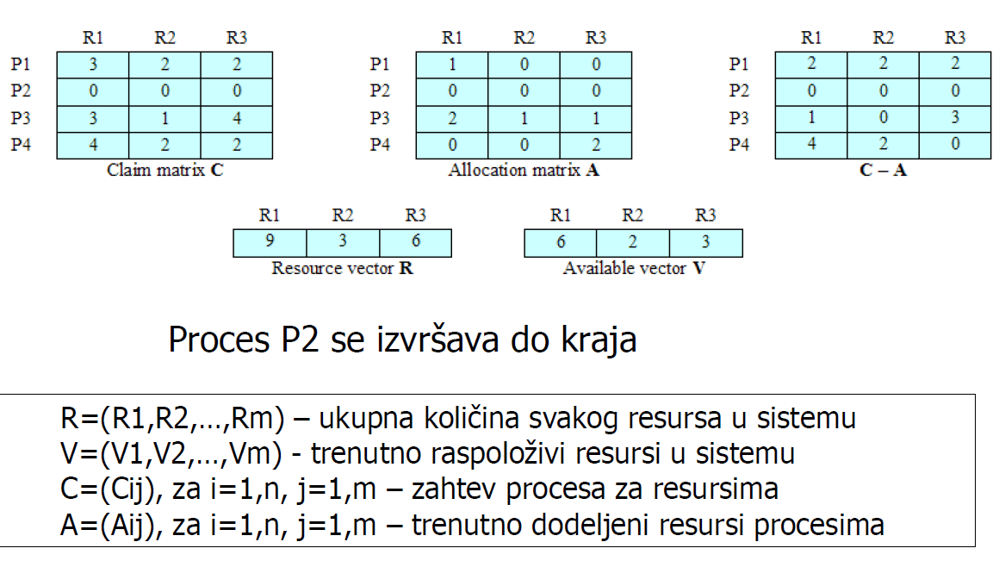 R1 R2 R3 R1 R2 R3 R1 R2 R3
P1 3 2 2 P1 1 0 0 P1 2 2 2
P2 0 0 0 P2 0 0 0 P2 0 0 0
P3 3 1 4 P3 2 1 1 P3 1 0 3
P4 4 2 2 P4 0 0 2 P4 4 2 0
Claim matrix C Allocation matrix A C – A
R1 R2 R3 R1 R2 R3
9 3 6 6 2 3
Resource vector R Available vector V
Proces P2 se izvršava do kraja
R=(R1,R2,...,Rm) – ukupna količina svakog resursa u sistemu
V=(V1,V2,...,Vm) - trenutno raspoloživi resursi u sistemu
C=(Cij), za i=1,n, j=1,m – zahtev procesa za resursima
A=(Aij), za i=1,n, j=1,m – trenutno dodeljeni resursi procesima